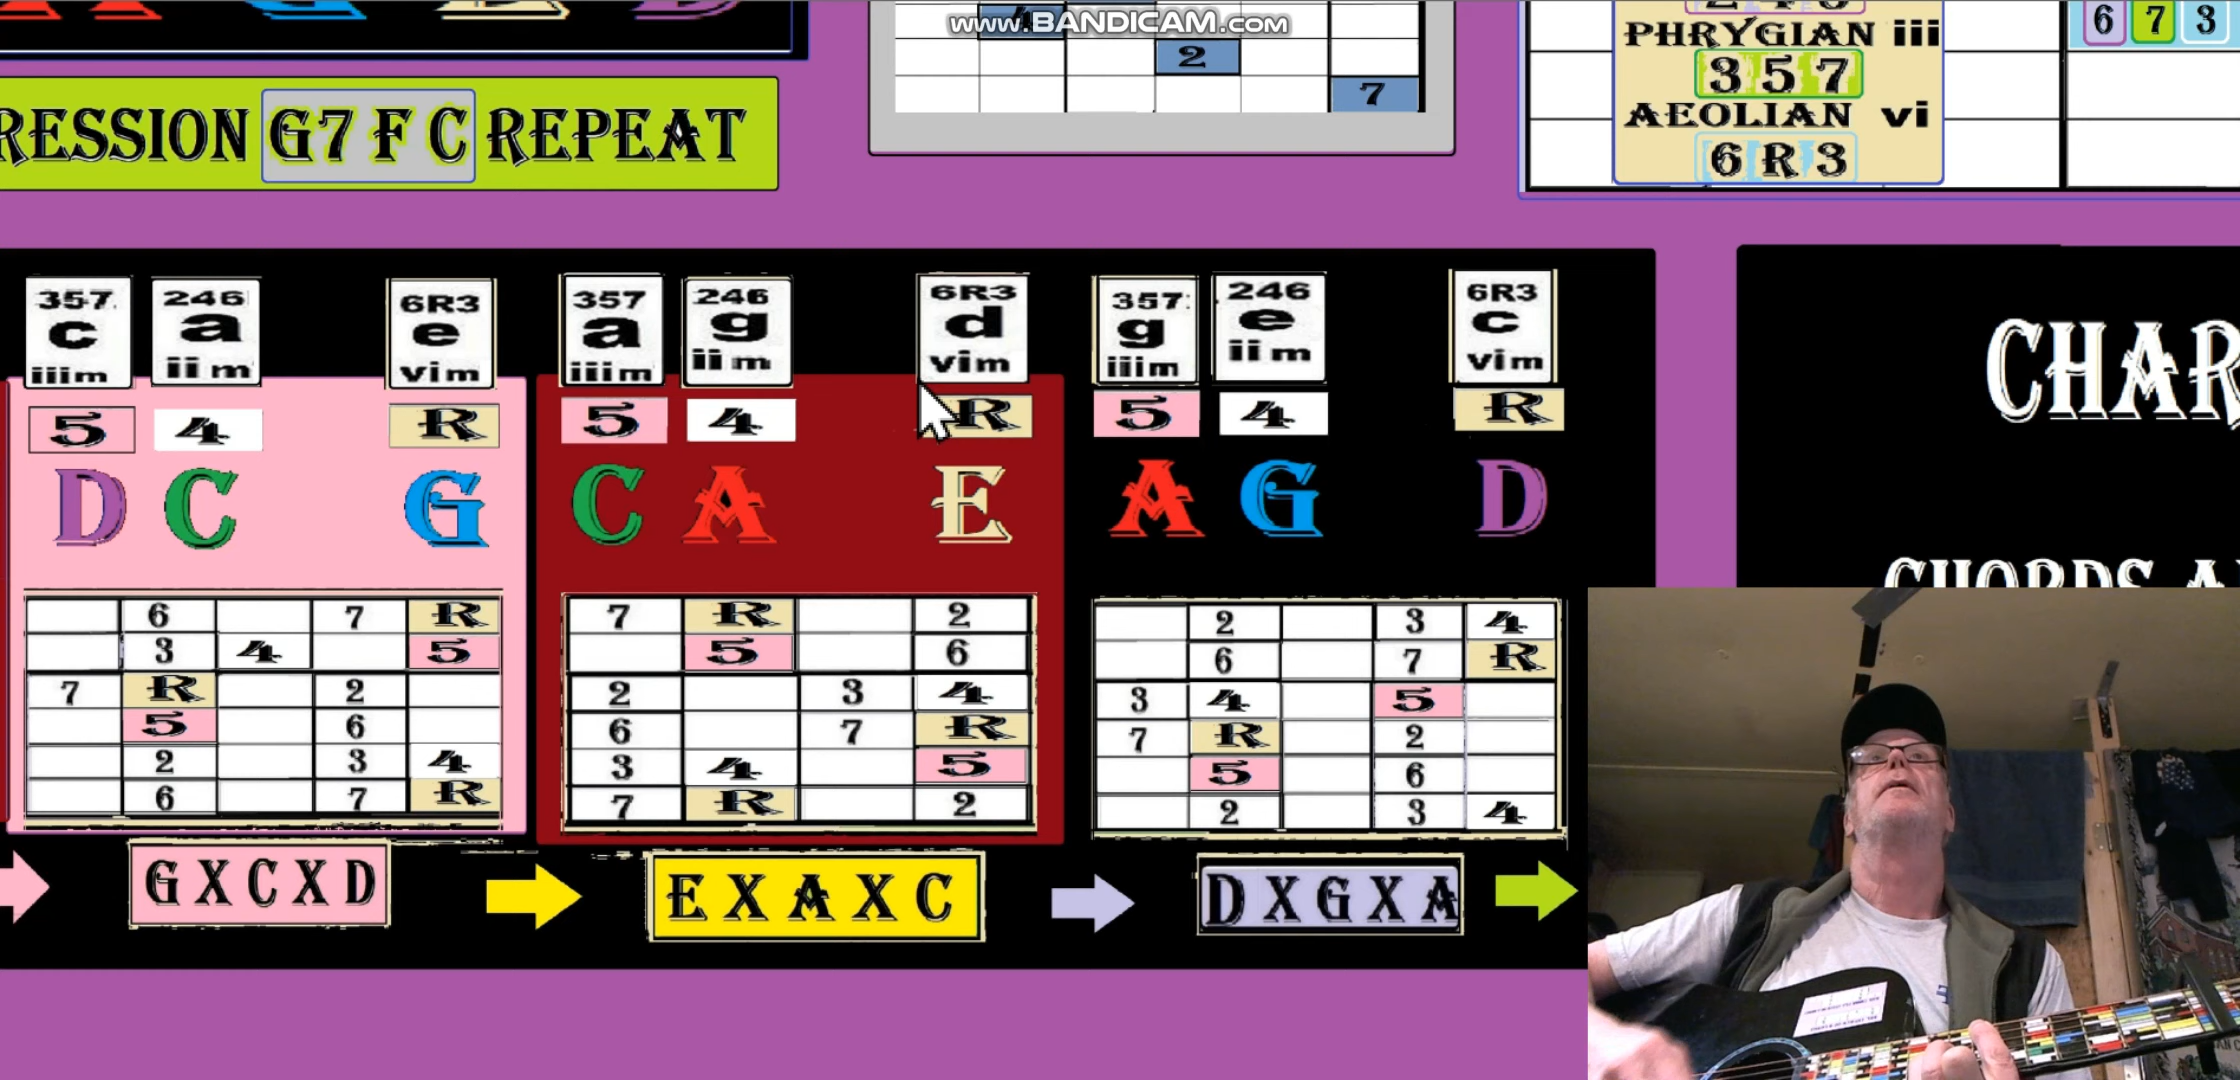 www.BANDICAM.com
2
7
PHRYGIAN iii
3 5 7
AEOLIAN vi
6 R 3
6 7 3
RESSION G7 F C REPEAT
357 246 6R3 357 246 6R3 357 246 6R3
c a e a g d g e c
iiim iim vim iiim iim vim iiim iim vim
5 4 R 5 4 R 5 4 R
D C G C A E A G D
6 7 R
3 4 5
7 R 2
5 6
2 3 4
6 7 R
7 R 2
5 6
2 3 4
6 7 R
3 4 5
7 R 2
2 3 4
6 7 R
3 4 5
7 R 2
5 6
2 3 4
G X C X D
E X A X C
D X G X A
CHAR
CHORDS A